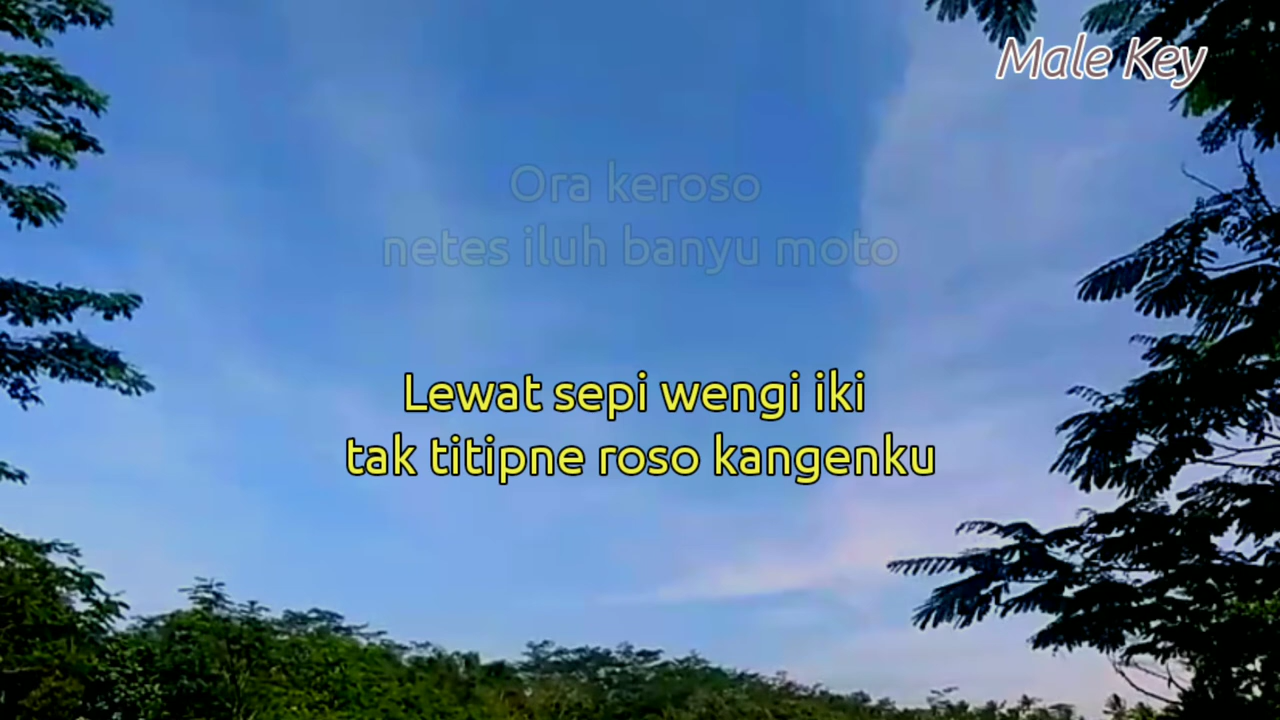 Male Key
Ora keroso
netes iluh banyu moto
Lewat sepi wengi iki
tak titipne roso kangenku